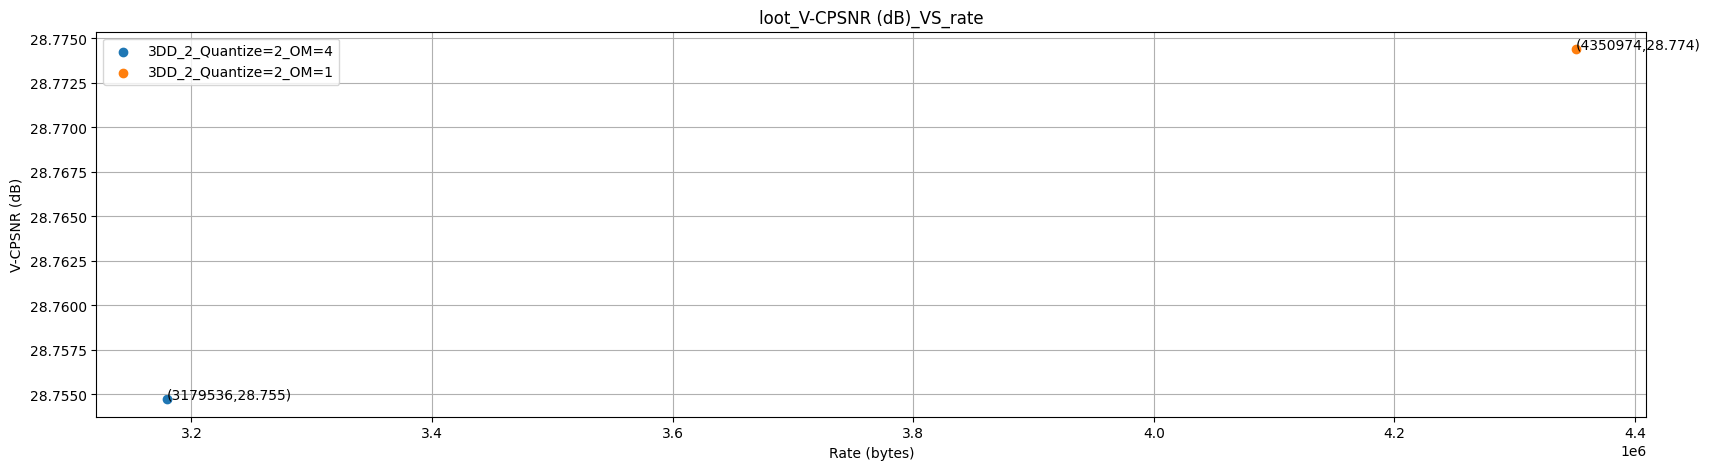 loot_V-CPSNR (dB)_VS_rate
3DD_2_Quantize=2_OM=4
3DD_2_Quantize=2_OM=1
(4350974,28.774)
(3179536,28.755)
V-CPSNR (dB)
28.7750
28.7725
28.7700
28.7675
28.7650
28.7625
28.7600
28.7575
28.7550
3.2 3.4 3.6 3.8 4.0 4.2 4.4
1e6
Rate (bytes)